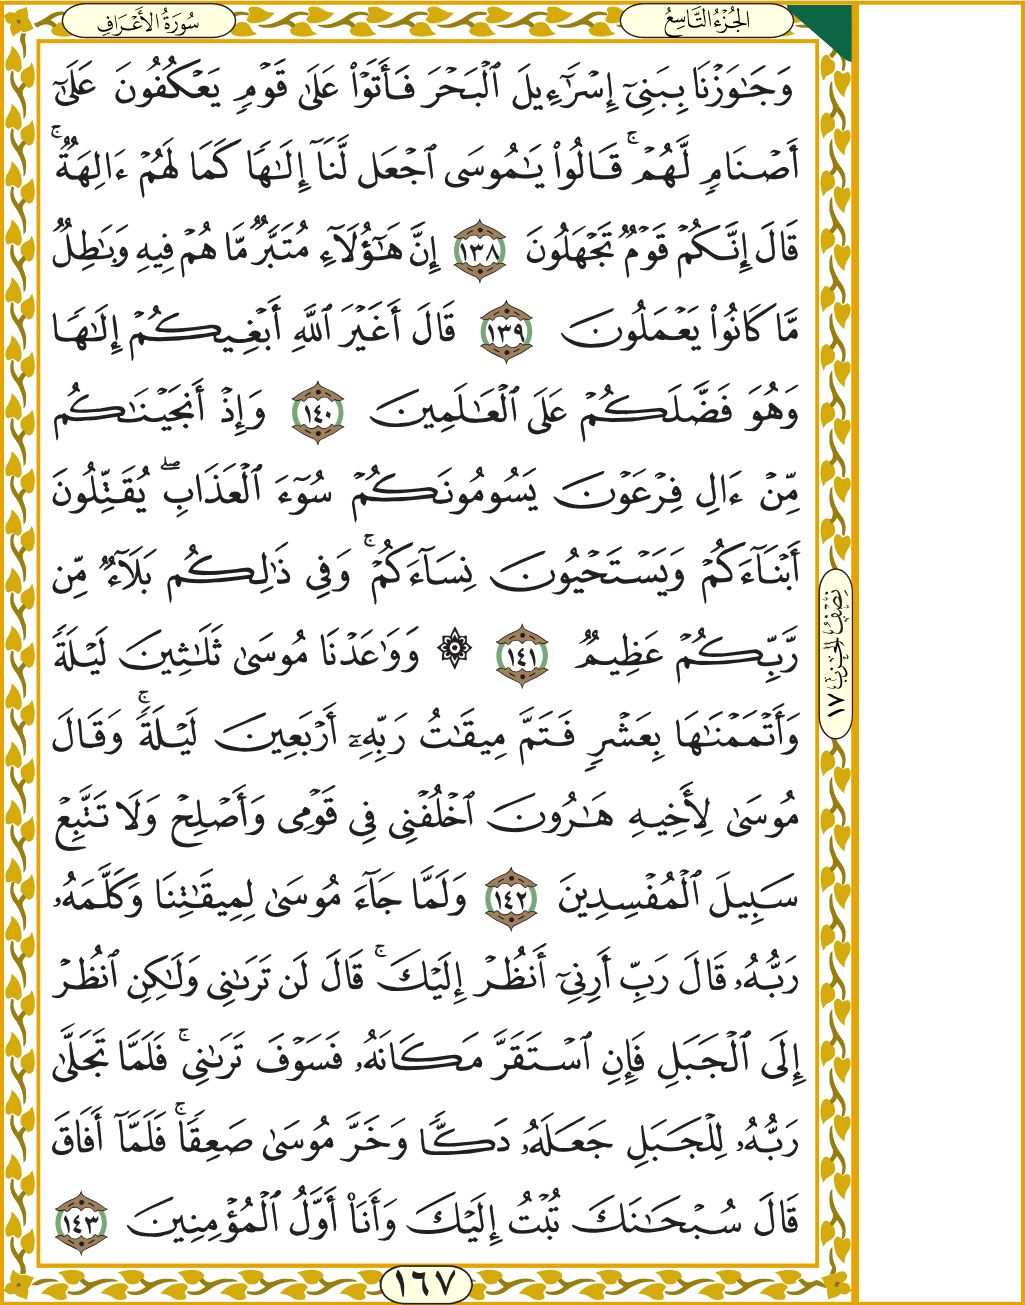 الجُزْءُ التَّاسِعُ
سُورَةُ الأَعْرَافِ
وَجَٰوَزْنَا بِبَنِيٓ إِسْرَٰٓءِيلَ ٱلْبَحْرَ فَأَتَوْا۟ عَلَىٰ قَوْمٍ يَعْكُفُونَ عَلَىٰٓ
أَصْنَامٍ لَّهُمْ ۚ قَالُوا۟ يَٰمُوسَى ٱجْعَل لَّنَآ إِلَٰهًا كَمَا لَهُمْ ءَالِهَةٌ ۚ
قَالَ إِنَّكُمْ قَوْمٌ تَجْهَلُونَ ١٣٨ إِنَّ هَٰٓؤُلَآءِ مُتَبَّرٌ مَّا هُمْ فِيهِ وَبَٰطِلٌ
مَّا كَانُوا۟ يَعْمَلُونَ ١٣٩ قَالَ أَغَيْرَ ٱللَّهِ أَبْغِيكُمْ إِلَٰهًا
وَهُوَ فَضَّلَكُمْ عَلَى ٱلْعَٰلَمِينَ ١٤٠ وَإِذْ أَنجَيْنَٰكُم
مِّنْ ءَالِ فِرْعَوْنَ يَسُومُونَكُمْ سُوٓءَ ٱلْعَذَابِ ۖ يُقَتِّلُونَ
أَبْنَآءَكُمْ وَيَسْتَحْيُونَ نِسَآءَكُمْ ۚ وَفِي ذَٰلِكُم بَلَآءٌ مِّن
رَّبِّكُمْ عَظِيمٌ ١٤١ ۞ وَوَٰعَدْنَا مُوسَىٰ ثَلَٰثِينَ لَيْلَةً
وَأَتْمَمْنَٰهَا بِعَشْرٍ فَتَمَّ مِيقَٰتُ رَبِّهِۦٓ أَرْبَعِينَ لَيْلَةً ۚ وَقَالَ
مُوسَىٰ لِأَخِيهِ هَٰرُونَ ٱخْلُفْنِي فِي قَوْمِي وَأَصْلِحْ وَلَا تَتَّبِعْ
سَبِيلَ ٱلْمُفْسِدِينَ ١٤٢ وَلَمَّا جَآءَ مُوسَىٰ لِمِيقَٰتِنَا وَكَلَّمَهُۥ
رَبُّهُۥ قَالَ رَبِّ أَرِنِيٓ أَنظُرْ إِلَيْكَ ۚ قَالَ لَن تَرَىٰنِي وَلَٰكِنِ ٱنظُرْ
إِلَى ٱلْجَبَلِ فَإِنِ ٱسْتَقَرَّ مَكَانَهُۥ فَسَوْفَ تَرَىٰنِي ۚ فَلَمَّا تَجَلَّىٰ
رَبُّهُۥ لِلْجَبَلِ جَعَلَهُۥ دَكًّا وَخَرَّ مُوسَىٰ صَعِقًا ۚ فَلَمَّآ أَفَاقَ
قَالَ سُبْحَٰنَكَ تُبْتُ إِلَيْكَ وَأَنَا۠ أَوَّلُ ٱلْمُؤْمِنِينَ ١٤٣
نِصْفُ الحِزْبِ ١٧
١٦٧